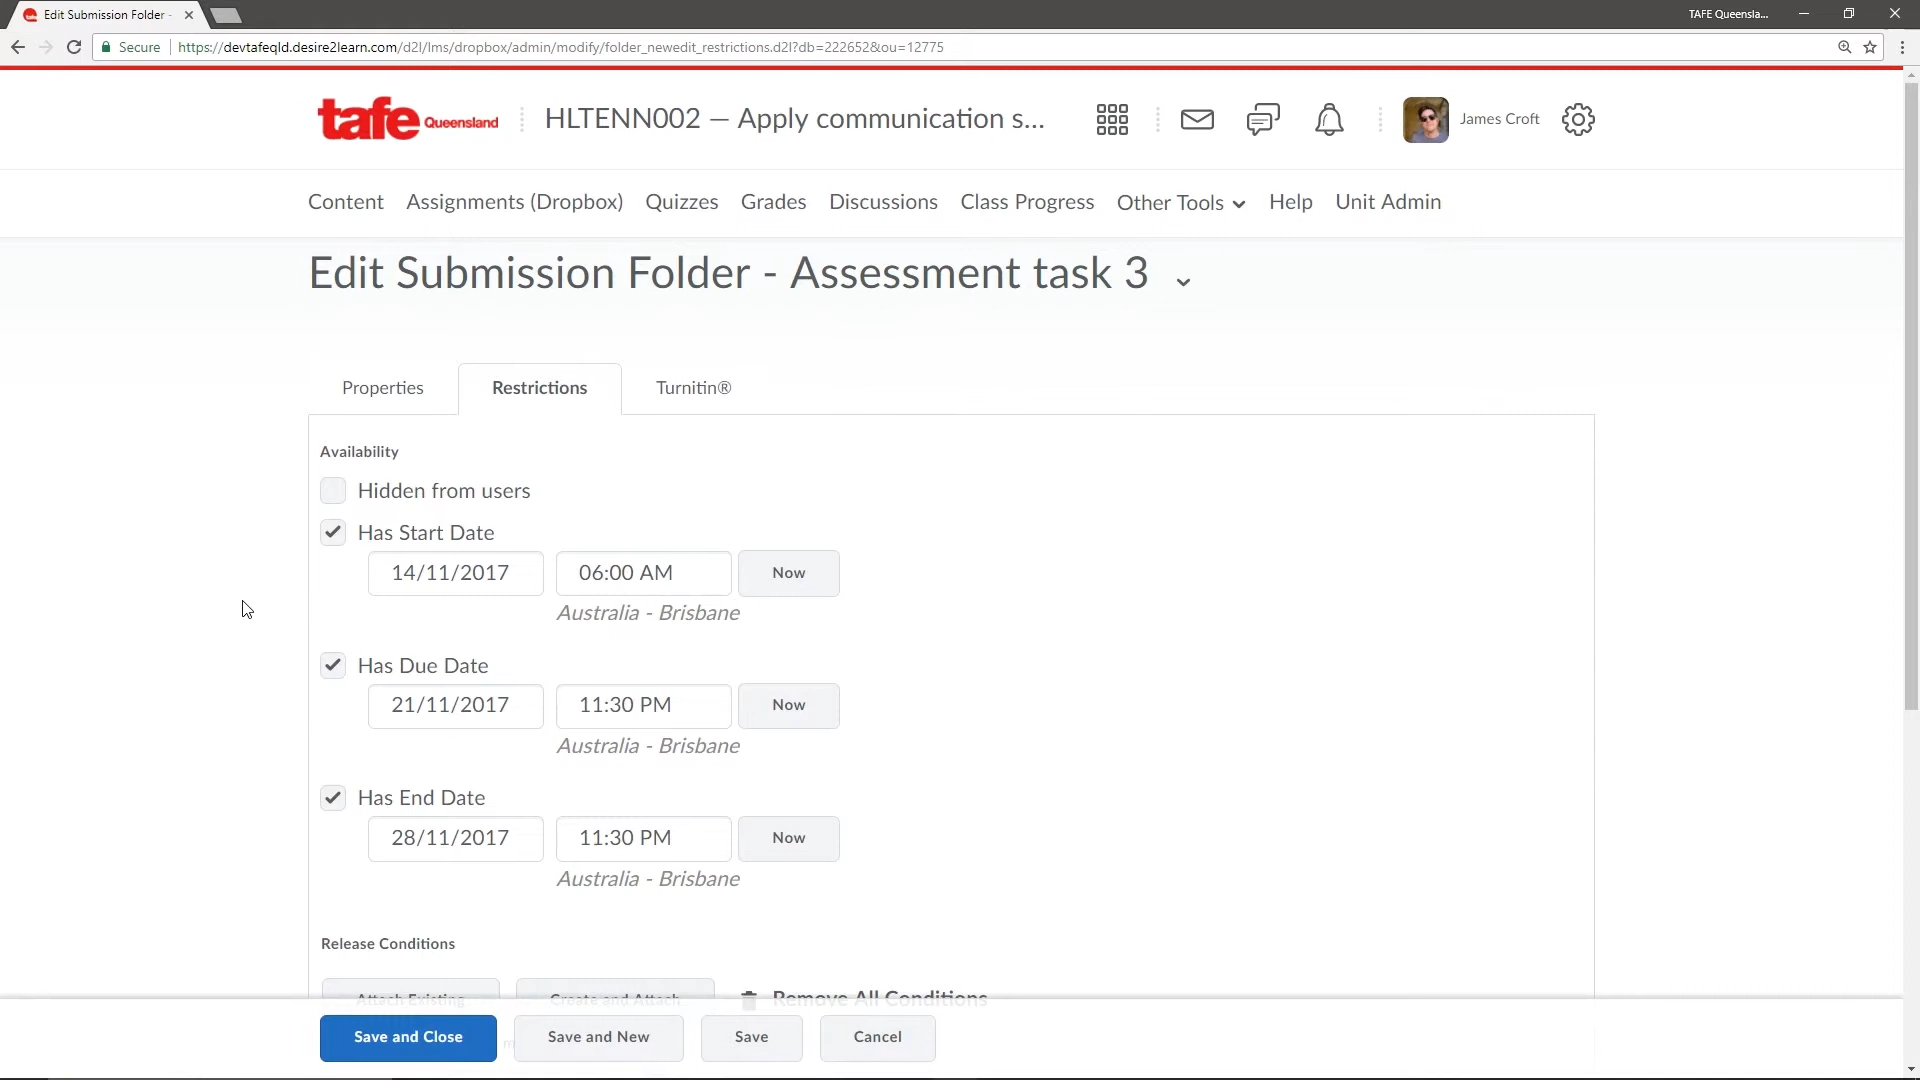 Edit Submission Folder -
TAFE Queensla...
Secure
https://devtafeqld.desire2learn.com/d2l/lms/dropbox/admin/modify/folder_newedit_restrictions.d2l?db=222652&ou=12775
tafe Queensland
HLTENN002 — Apply communication s...
James Croft
Content Assignments (Dropbox) Quizzes Grades Discussions Class Progress Other Tools Help Unit Admin
Edit Submission Folder - Assessment task 3
Properties Restrictions Turnitin®
Availability
Hidden from users
Has Start Date
14/11/2017 06:00 AM Now
Australia - Brisbane
Has Due Date
21/11/2017 11:30 PM Now
Australia - Brisbane
Has End Date
28/11/2017 11:30 PM Now
Australia - Brisbane
Release Conditions
Attach Existing Create and Attach Remove All Conditions
Save and Close Save and New Save Cancel